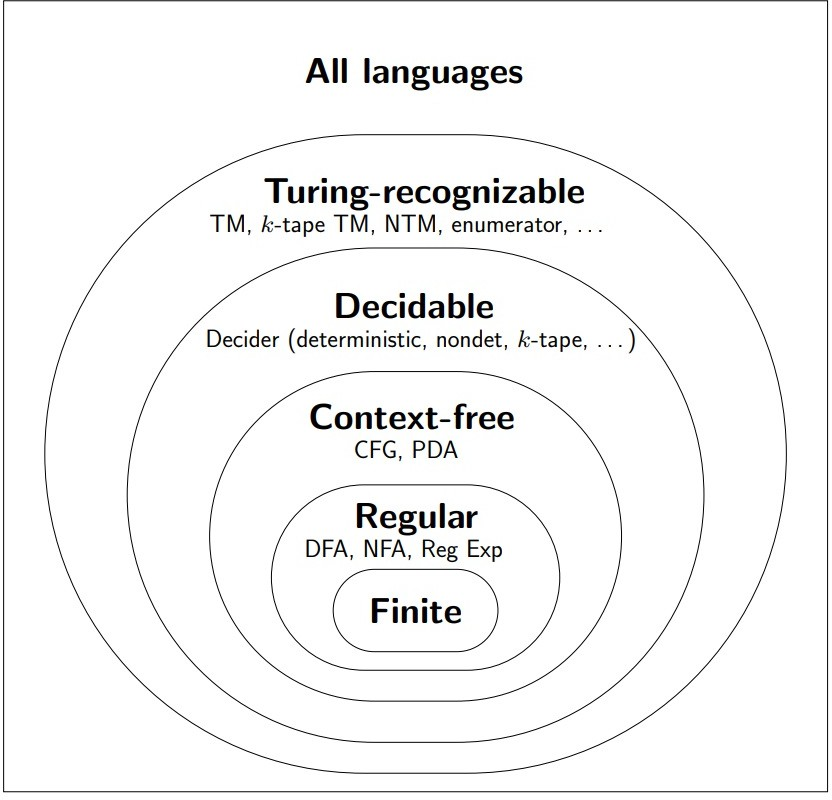 All languages
Turing-recognizable
TM, k-tape TM, NTM, enumerator, ...
Decidable
Decider (deterministic, nondet, k-tape, ...)
Context-free
CFG, PDA
Regular
DFA, NFA, Reg Exp
Finite